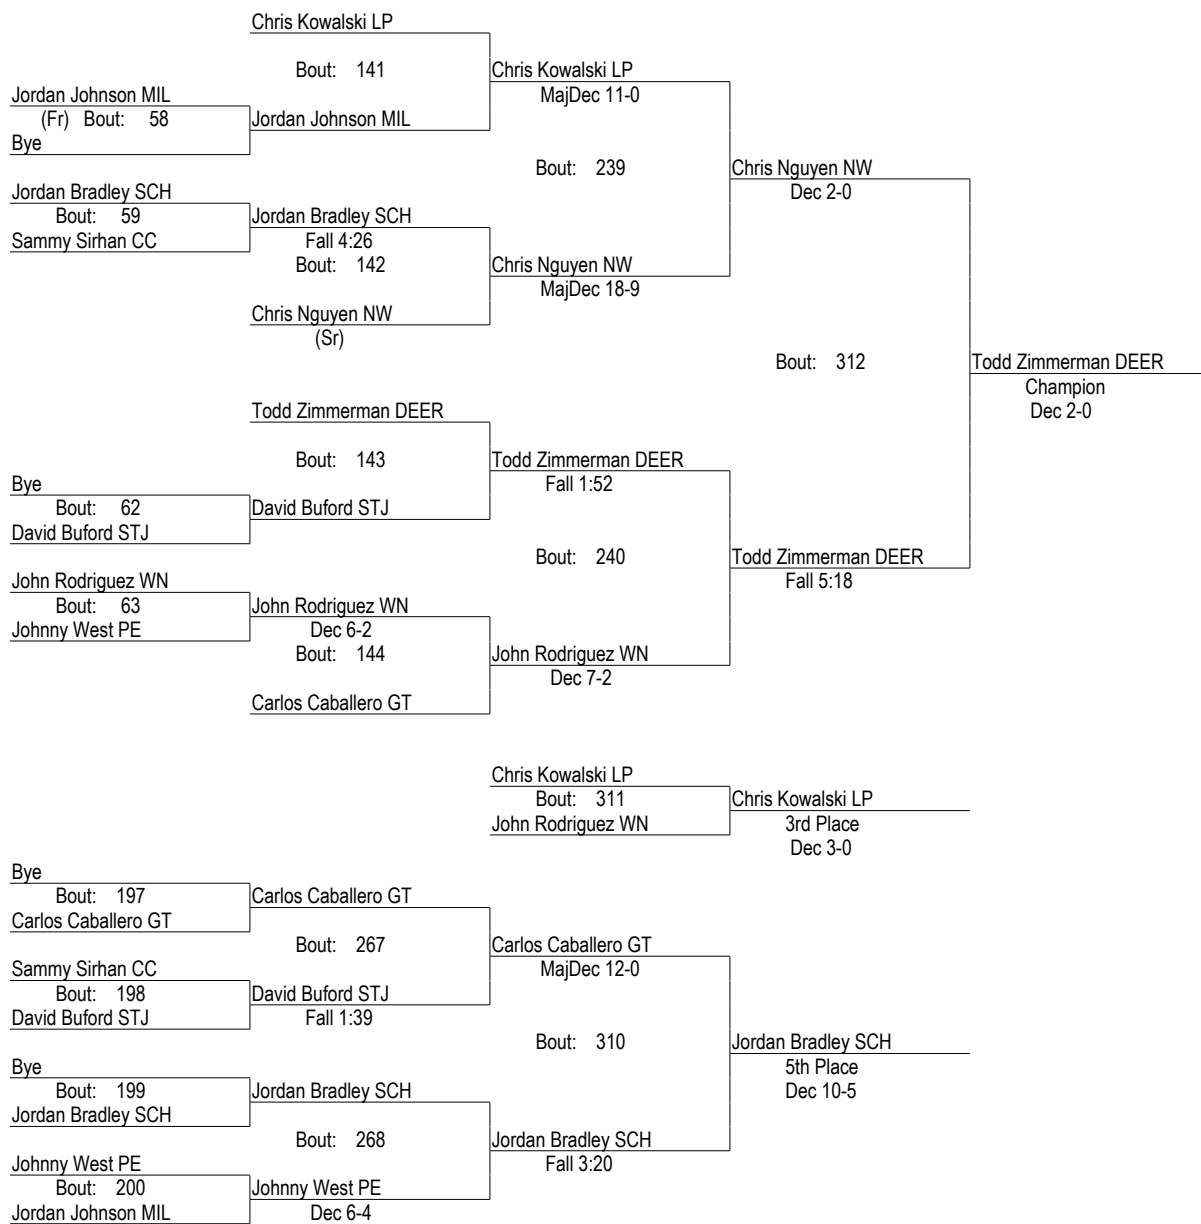 Chris Kowalski LP
Bout: 141
Chris Kowalski LP
Jordan Johnson MIL
MajDec 11-0
(Fr) Bout: 58
Jordan Johnson MIL
Bye
Bout: 239
Chris Nguyen NW
Jordan Bradley SCH
Dec 2-0
Bout: 59
Jordan Bradley SCH
Sammy Sirhan CC
Fall 4:26
Bout: 142
Chris Nguyen NW
MajDec 18-9
Chris Nguyen NW
(Sr)
Bout: 312
Todd Zimmerman DEER
Champion
Dec 2-0
Todd Zimmerman DEER
Bout: 143
Todd Zimmerman DEER
Bye
Fall 1:52
Bout: 62
David Buford STJ
David Buford STJ
Bout: 240
Todd Zimmerman DEER
John Rodriguez WN
Fall 5:18
Bout: 63
John Rodriguez WN
Johnny West PE
Dec 6-2
Bout: 144
John Rodriguez WN
Dec 7-2
Carlos Caballero GT
Chris Kowalski LP
Bout: 311
Chris Kowalski LP
John Rodriguez WN
3rd Place
Dec 3-0
Bye
Bout: 197
Carlos Caballero GT
Carlos Caballero GT
Bout: 267
Carlos Caballero GT
Sammy Sirhan CC
MajDec 12-0
Bout: 198
David Buford STJ
David Buford STJ
Fall 1:39
Bout: 310
Jordan Bradley SCH
Bye
5th Place
Bout: 199
Jordan Bradley SCH
Dec 10-5
Jordan Bradley SCH
Bout: 268
Jordan Bradley SCH
Johnny West PE
Fall 3:20
Bout: 200
Johnny West PE
Jordan Johnson MIL
Dec 6-4